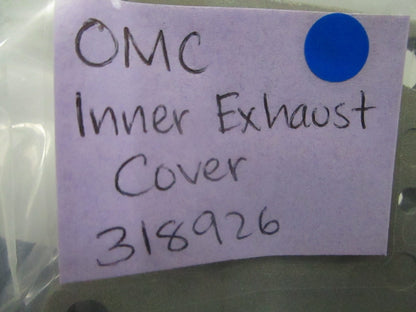 OMC
Inner Exhaust
Cover
318926